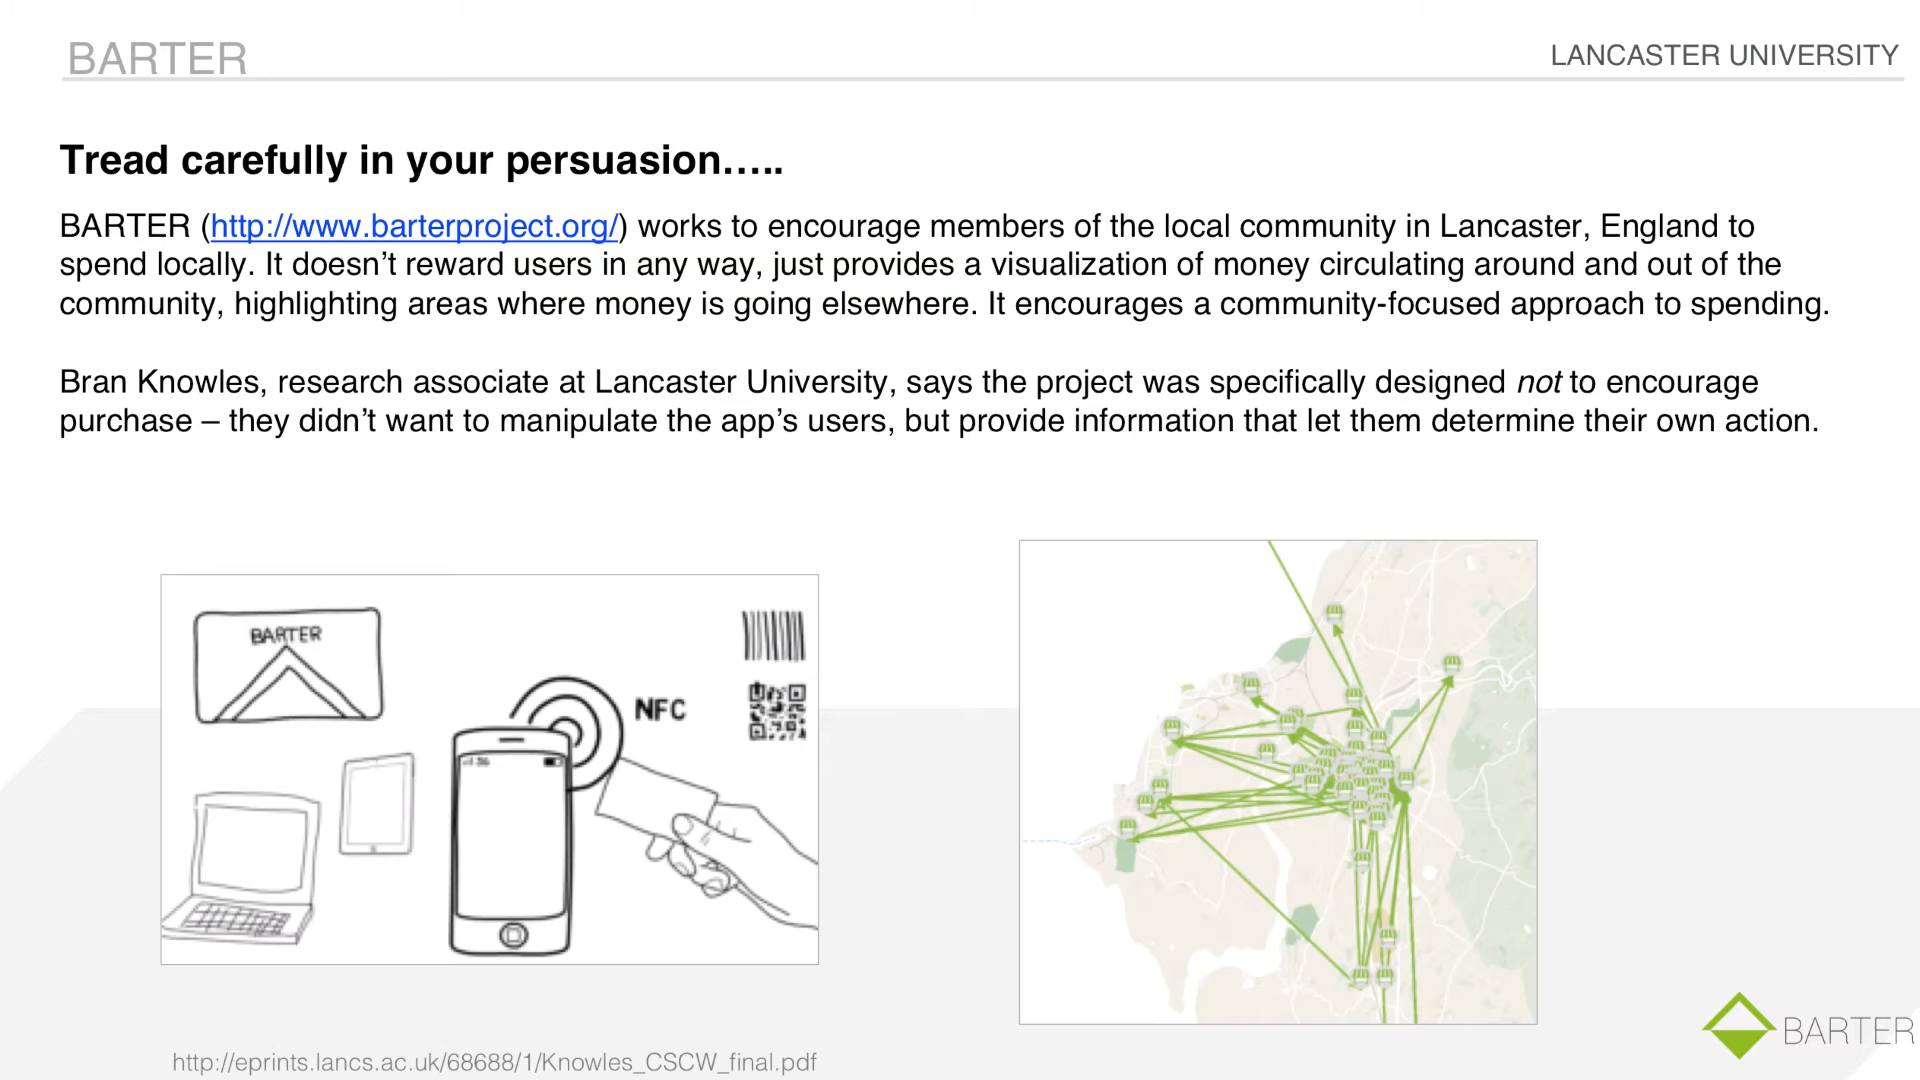 BARTER
LANCASTER UNIVERSITY
Tread carefully in your persuasion…..
BARTER (http://www.barterproject.org/) works to encourage members of the local community in Lancaster, England to
spend locally. It doesn’t reward users in any way, just provides a visualization of money circulating around and out of the
community, highlighting areas where money is going elsewhere. It encourages a community-focused approach to spending.
Bran Knowles, research associate at Lancaster University, says the project was specifically designed not to encourage
purchase – they didn’t want to manipulate the app’s users, but provide information that let them determine their own action.
BARTER
NFC
3G
BARTER
http://eprints.lancs.ac.uk/68688/1/Knowles_CSCW_final.pdf